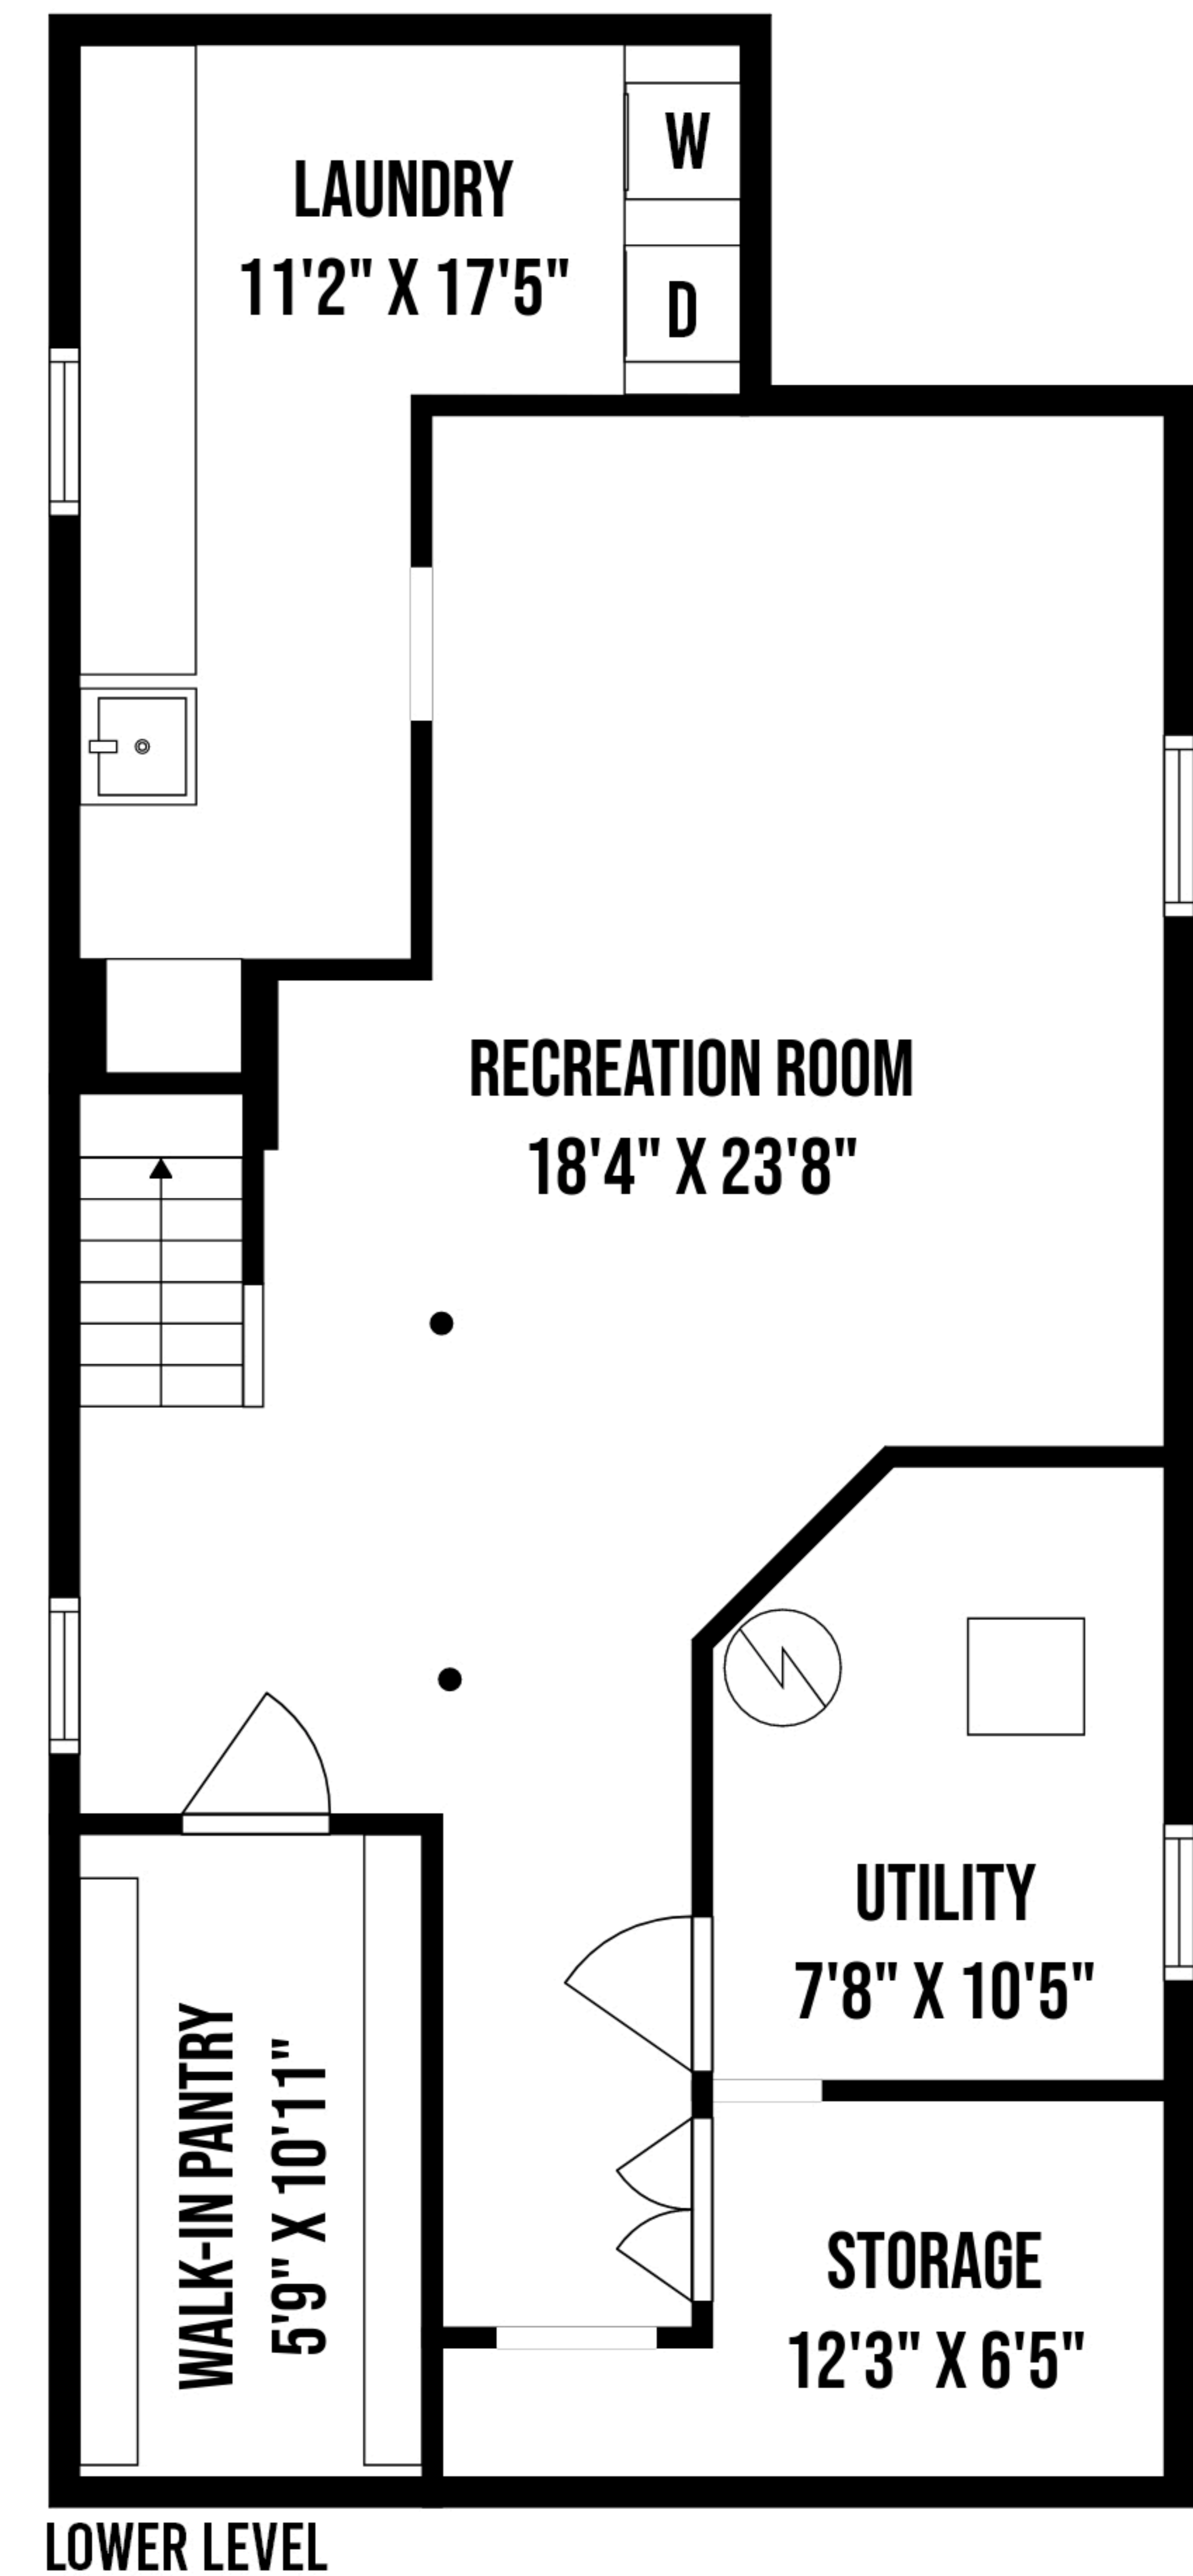 W
LAUNDRY
11'2" X 17'5"
D
RECREATION ROOM
18'4" X 23'8"
UTILITY
7'8" X 10'5"
WALK-IN PANTRY
5'9" X 10'11"
STORAGE
12'3" X 6'5"
LOWER LEVEL